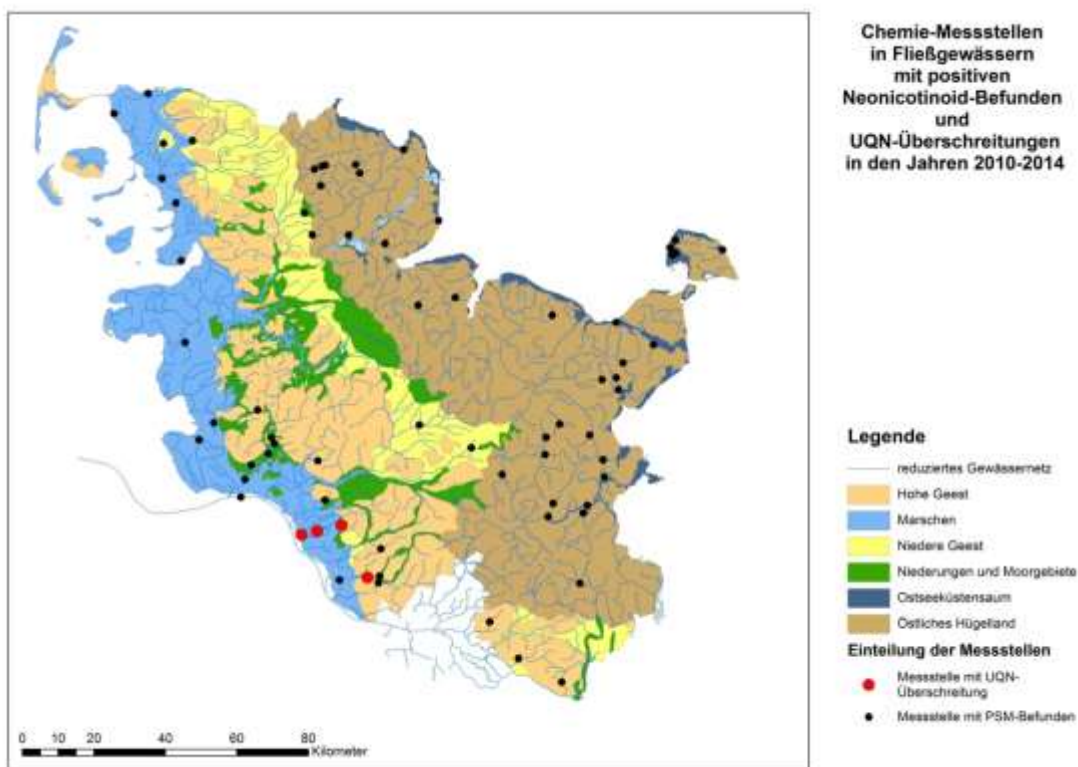 Chemie-Messstellen
in Fließgewässern
mit positiven
Neonicotinoid-Befunden
und
UQN-Überschreitungen
in den Jahren 2010-2014
Legende
reduziertes Gewässernetz
Hohe Geest
Marschen
Niedere Geest
Niederungen und Moorgebiete
Ostseeküstensaum
Östliches Hügelland
Einteilung der Messstellen
Messstelle mit UQN-
Überschreitung
Messstelle mit PSM-Befunden
0 10 20 40 60 80
Kilometer